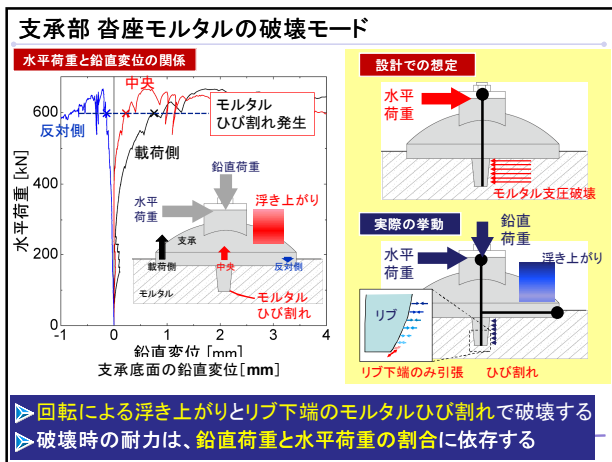 支承部 沓座モルタルの破壊モード
水平荷重と鉛直変位の関係
中央
600
反対側
モルタル
ひび割れ発生
載荷側
400
200
0
水平荷重 [kN]
鉛直荷重
水平
荷重
浮き上がり
支承
載荷側
中央
反対側
モルタル
モルタル
ひび割れ
-1 0 1 2 3 4
鉛直変位 [mm]
支承底面の鉛直変位[mm]
設計での想定
水平
荷重
モルタル支圧破壊
実際の挙動
鉛直
荷重
水平
荷重
浮き上がり
リブ
リブ下端のみ引張
ひび割れ
回転による浮き上がりとリブ下端のモルタルひび割れで破壊する
破壊時の耐力は、鉛直荷重と水平荷重の割合に依存する